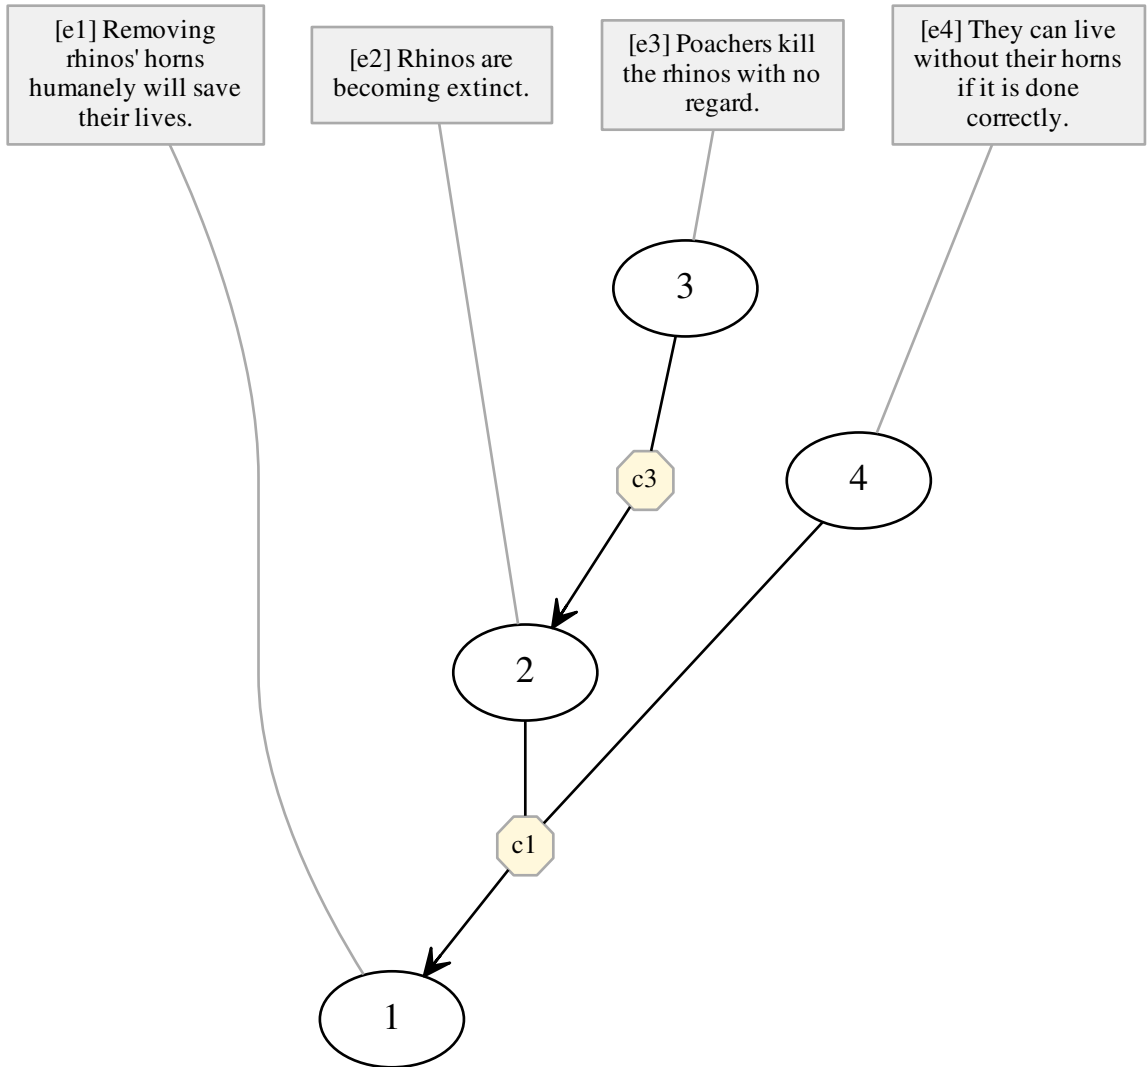 [e1] Removing
rhinos' horns
humanely will save
their lives.
[e2] Rhinos are
becoming extinct.
[e3] Poachers kill
the rhinos with no
regard.
[e4] They can live
without their horns
if it is done
correctly.
3
c3
4
2
c1
1